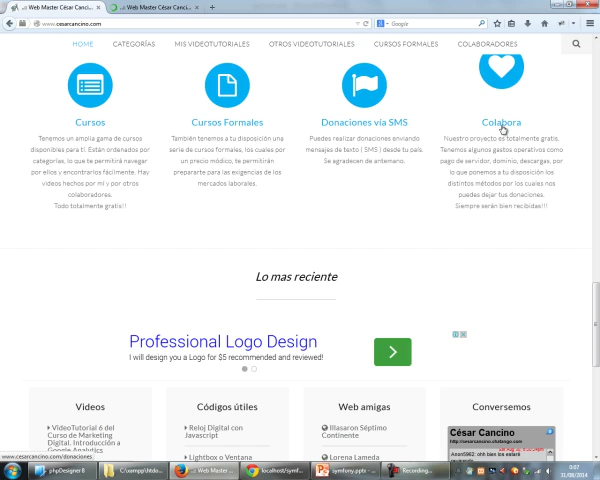 Web Master César Canci...
Web Master César Canci...
www.cesarcancino.com
Google
HOME
CATEGORÍAS
MIS VIDEOTUTORIALES
OTROS VIDEOTUTORIALES
CURSOS FORMALES
COLABORADORES
Cursos
Tenemos un amplia gama de cursos
disponibles para tí. Están ordenados por
categorías, lo que te permitirá navegar
por ellos y encontrarlos fácilmente. Hay
videos hechos por mí y por otros
colaboradores.
Todo totalmente gratis!!
Cursos Formales
También tenemos a tu disposición una
serie de cursos formales, los cuales por
un precio módico, te permitirán
prepararte para las exigencias de los
mercados laborales.
Donaciones vía SMS
Puedes realizar donaciones enviando
mensajes de texto ( SMS ) desde tu país.
Se agradecen de antemano.
Colabora
Nuestro proyecto es totalmente gratis.
Tenemos algunos gastos operativos como
pago de servidor, dominio, descargas, por
lo que ponemos a tu disposición los
distintos métodos por los cuales nos
puedes dejar tus donaciones.
Siempre serán bien recibidas!!!
Lo mas reciente
Professional Logo Design
I will design you a Logo for $5 recommended and reviewed!
Videos
VideoTutorial 6 del
Curso de Marketing
Digital. Introducción a
Google Analytics
Códigos útiles
Reloj Digital con
Javascript
Lightbox o Ventana
Web amigas
Illasaron Séptimo
Continente
Lorena Lameda
Conversemos
César Cancino
http://cesarcancino.chatango.com
Anon5962: ohh bien los estaré
www.cesarcancino.com/donaciones
phpDesigner 8
C:\xampp\htdo...
.:: Web Master ...
localhost/symf...
symfony.pptx - ...
Recording...
ES
0:07
31/08/2014